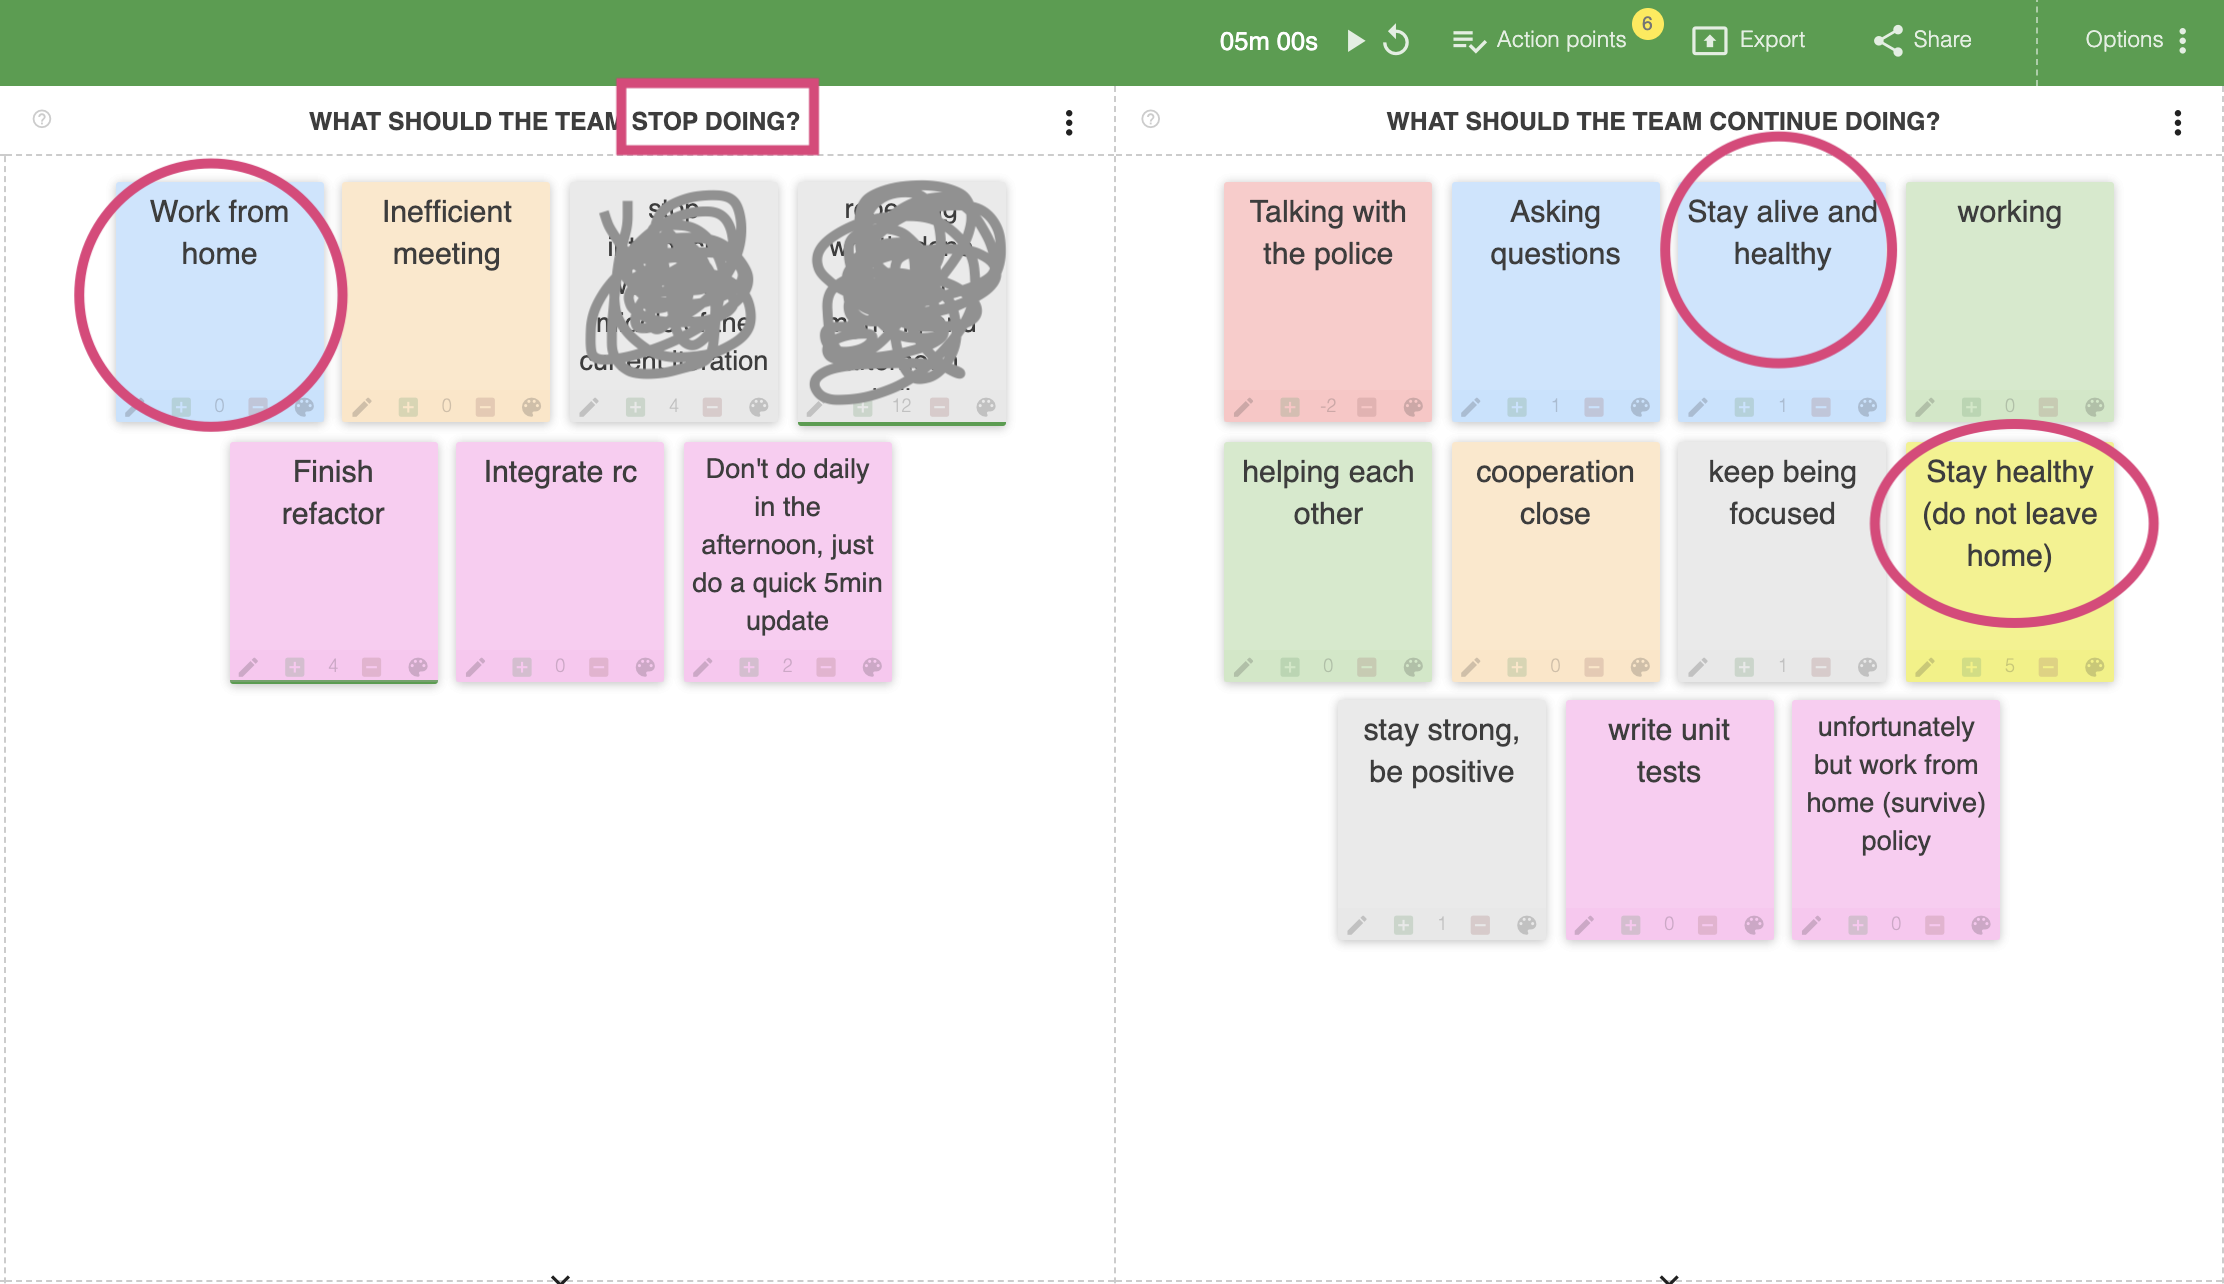 05m 00s Action points 6 Export Share Options
WHAT SHOULD THE TEAM STOP DOING?
Work from
home
0
Inefficient
meeting
0
stop
current iteration
4
12
Finish
refactor
4
Integrate rc
0
Don't do daily
in the
afternoon, just
do a quick 5min
update
2
WHAT SHOULD THE TEAM CONTINUE DOING?
Talking with
the police
-2
Asking
questions
1
Stay alive and
healthy
1
working
0
helping each
other
0
cooperation
close
0
keep being
focused
1
Stay healthy
(do not leave
home)
5
stay strong,
be positive
1
write unit
tests
0
unfortunately
but work from
home (survive)
policy
0